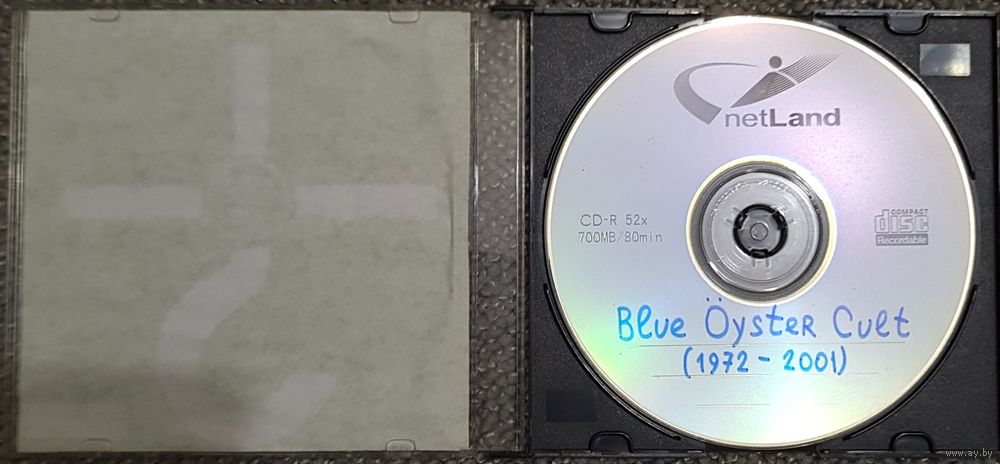 netLand
CD-R 52x
700MB/80min
COMPACT
disc
Recordable
Blue Öyster Cult
(1972 - 2001)
www.ay.by